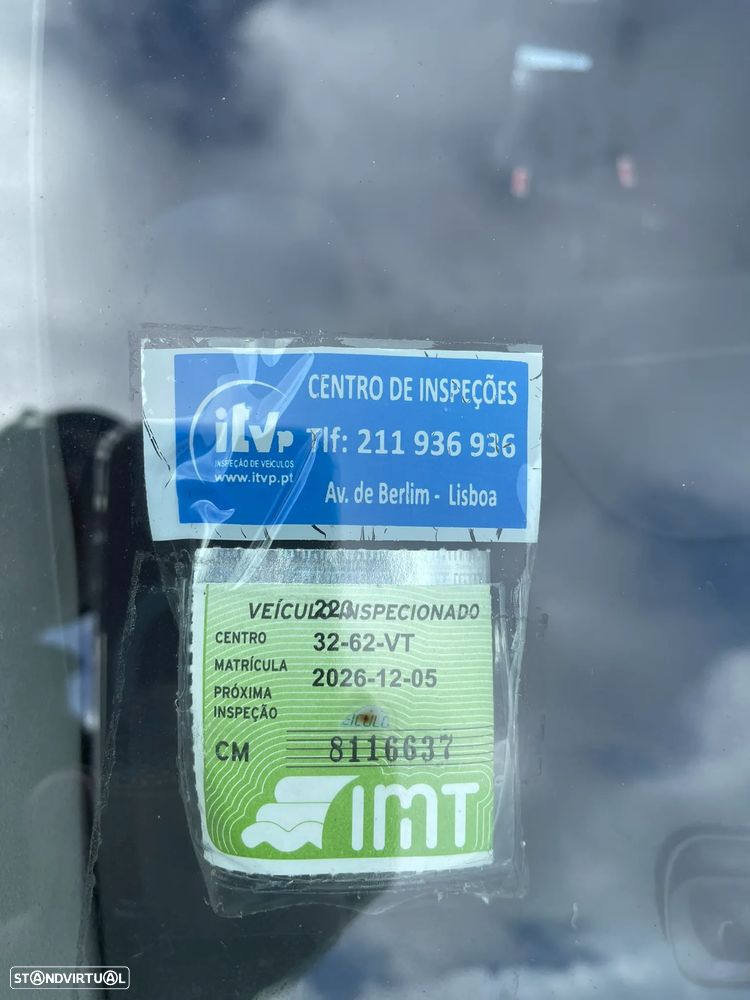 CENTRO DE INSPEÇÕES
itvp
Tlf: 211 936 936
INSPEÇÃO DE VEÍCULOS
www.itvp.pt
Av. de Berlim - Lisboa
VEÍCULO INSPECIONADO
223
CENTRO
32-62-VT
MATRÍCULA
2026-12-05
PRÓXIMA
INSPEÇÃO
CM
8116637
IMT
STANDVIRTUAL